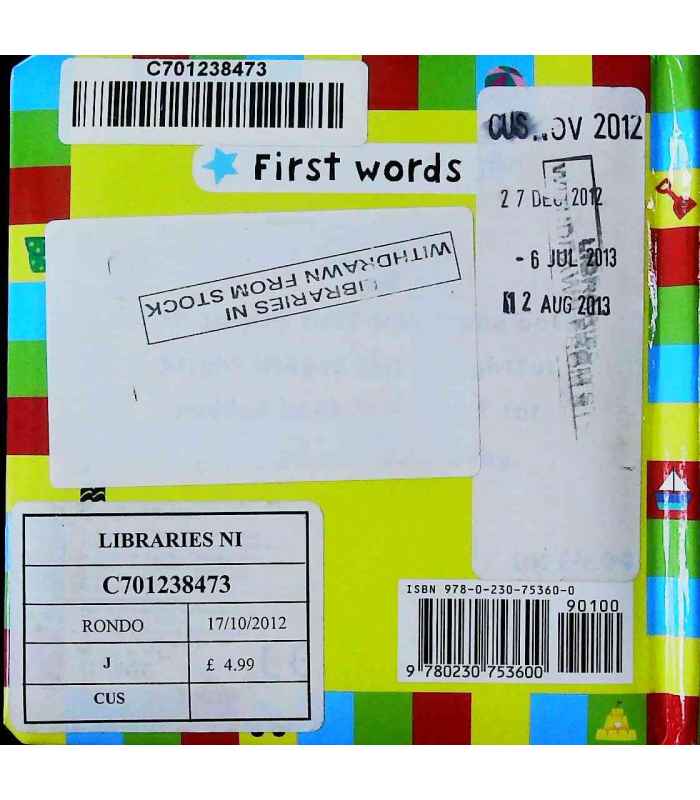 C701238473
First words
CUS
NOV 2012
27 DEC 2012
- 6 JUL 2013
12 AUG 2013
LIBRARIES NI
WITHDRAWN FROM STOCK
LIBRARIES NI
C701238473
RONDO
17/10/2012
J
£ 4.99
CUS
ISBN 978-0-230-75360-0
90100
9 780230 753600